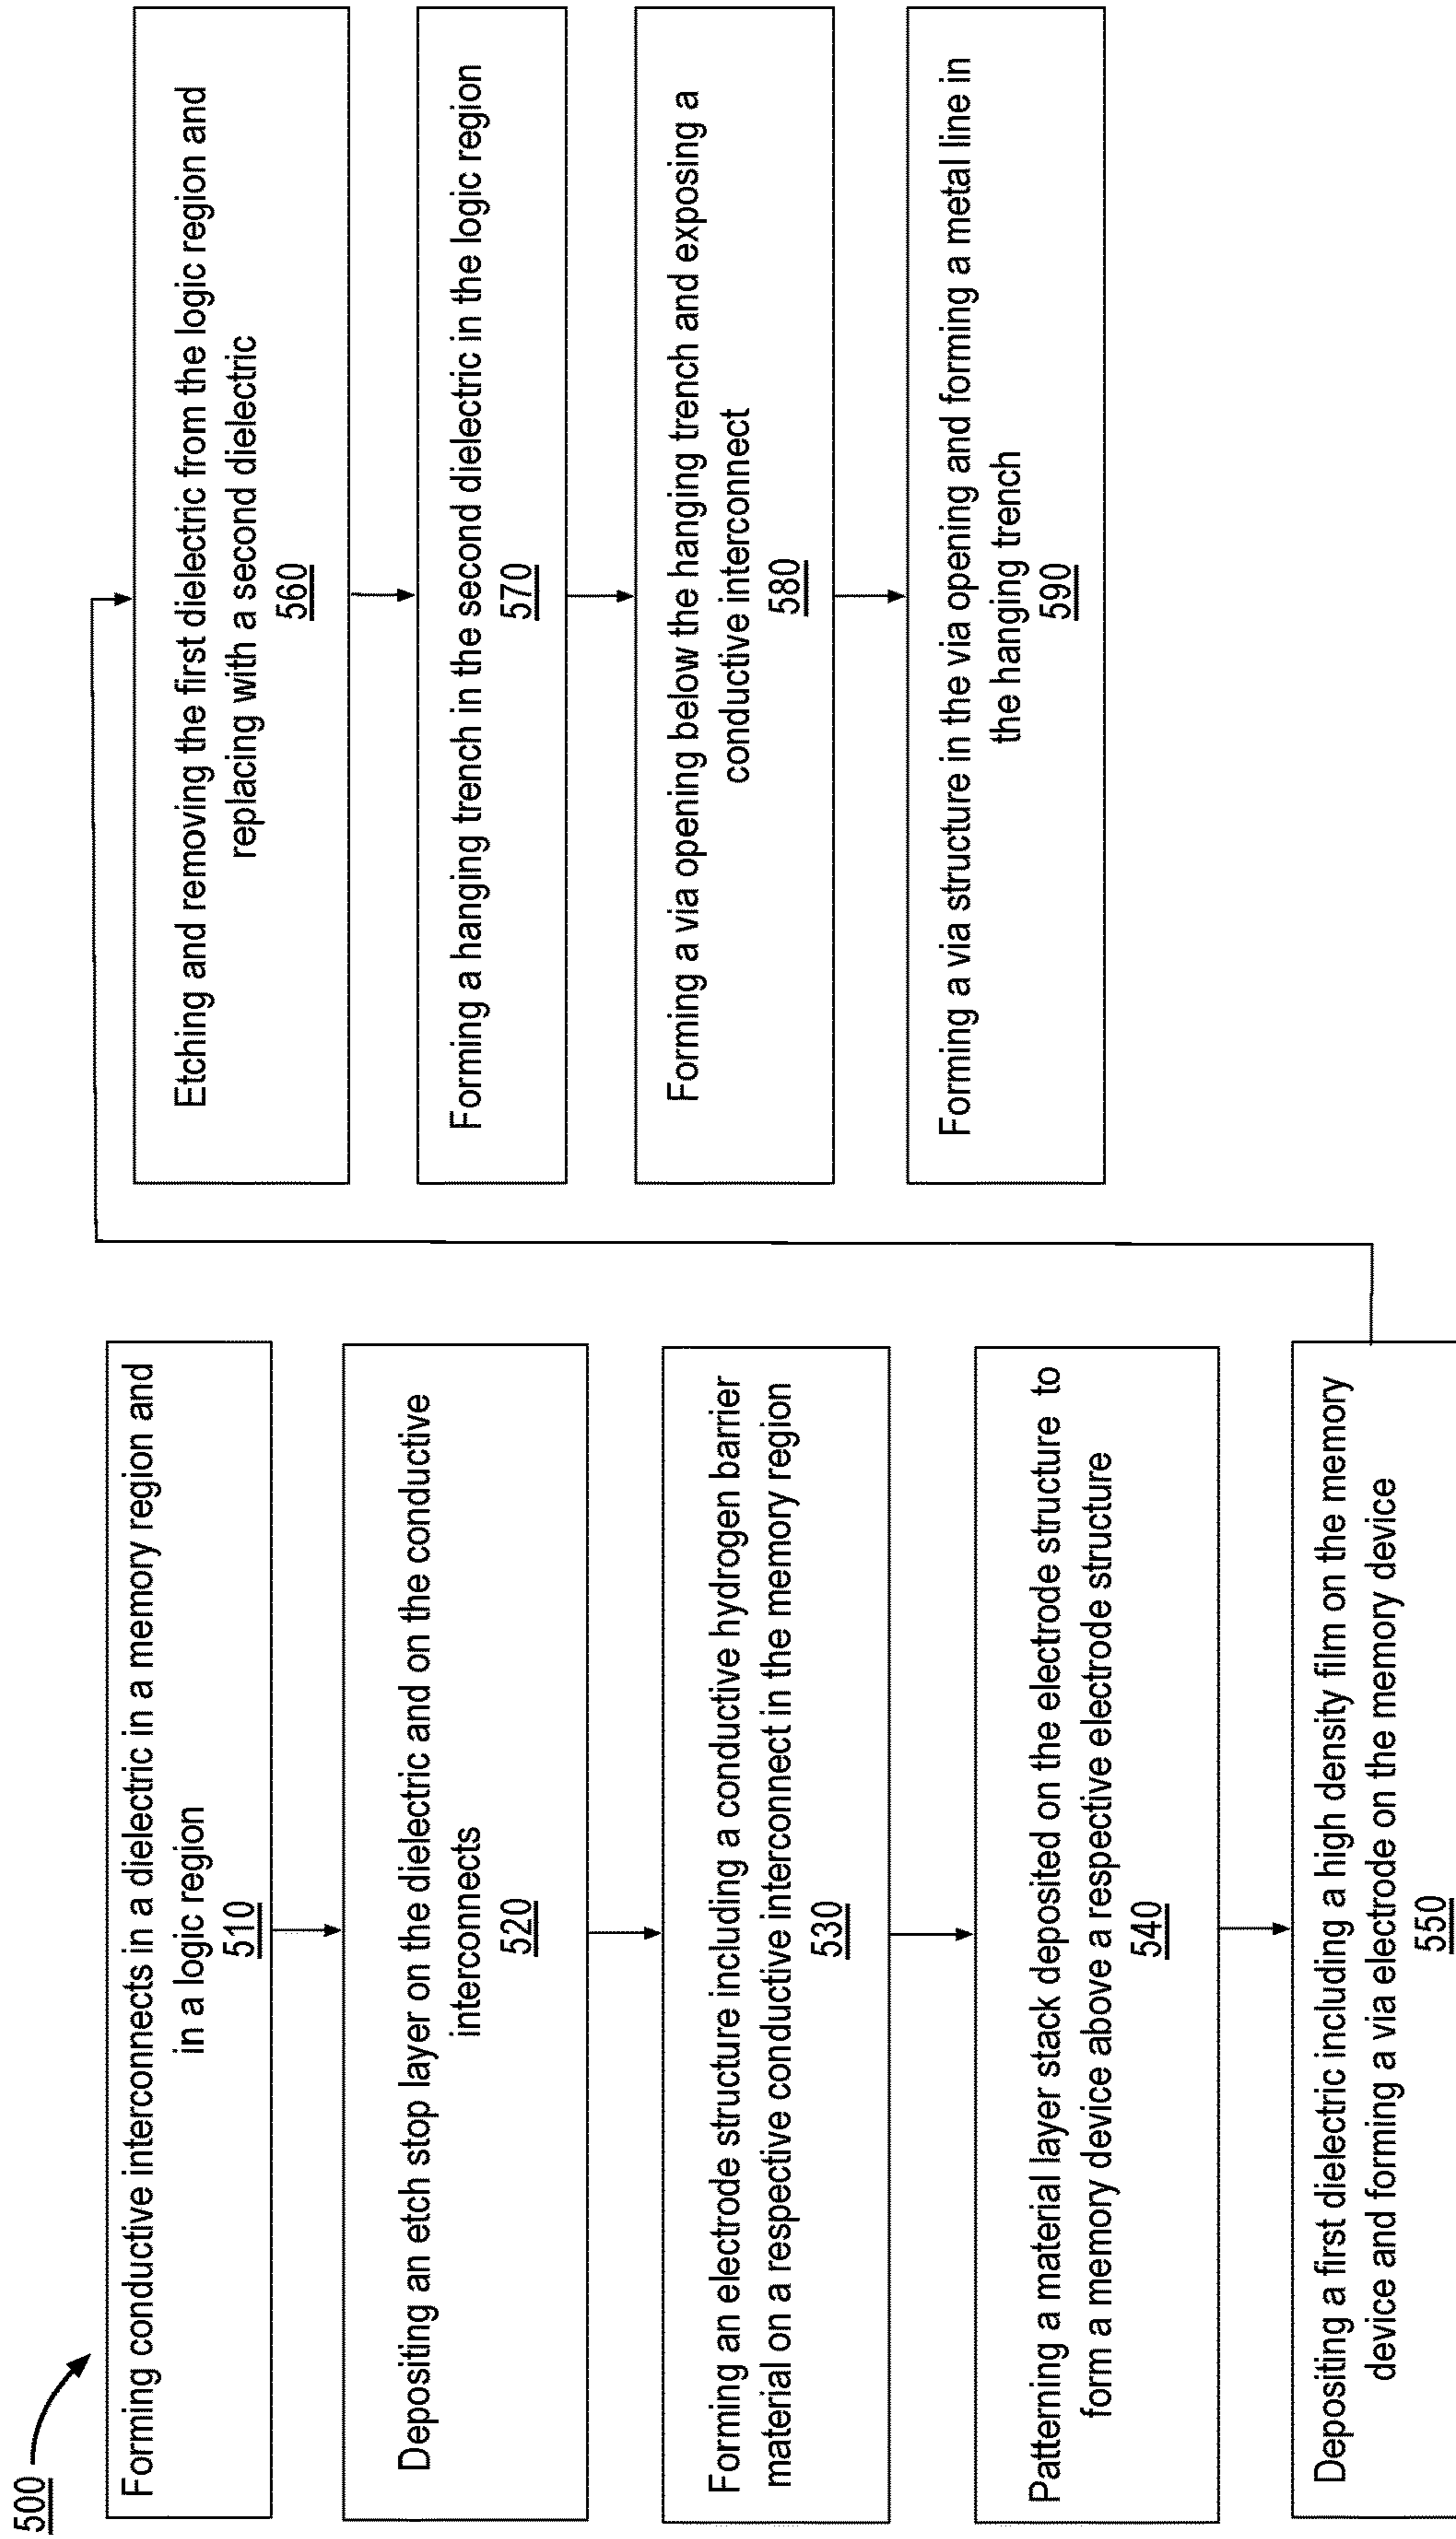 500
Forming conductive interconnects in a dielectric in a memory region and
in a logic region
510
Depositing an etch stop layer on the dielectric and on the conductive
interconnects
520
Forming an electrode structure including a conductive hydrogen barrier
material on a respective conductive interconnect in the memory region
530
Patterning a material layer stack deposited on the electrode structure to
form a memory device above a respective electrode structure
540
Depositing a first dielectric including a high density film on the memory
device and forming a via electrode on the memory device
550
Etching and removing the first dielectric from the logic region and
replacing with a second dielectric
560
Forming a hanging trench in the second dielectric in the logic region
570
Forming a via opening below the hanging trench and exposing a
conductive interconnect
580
Forming a via structure in the via opening and forming a metal line in
the hanging trench
590